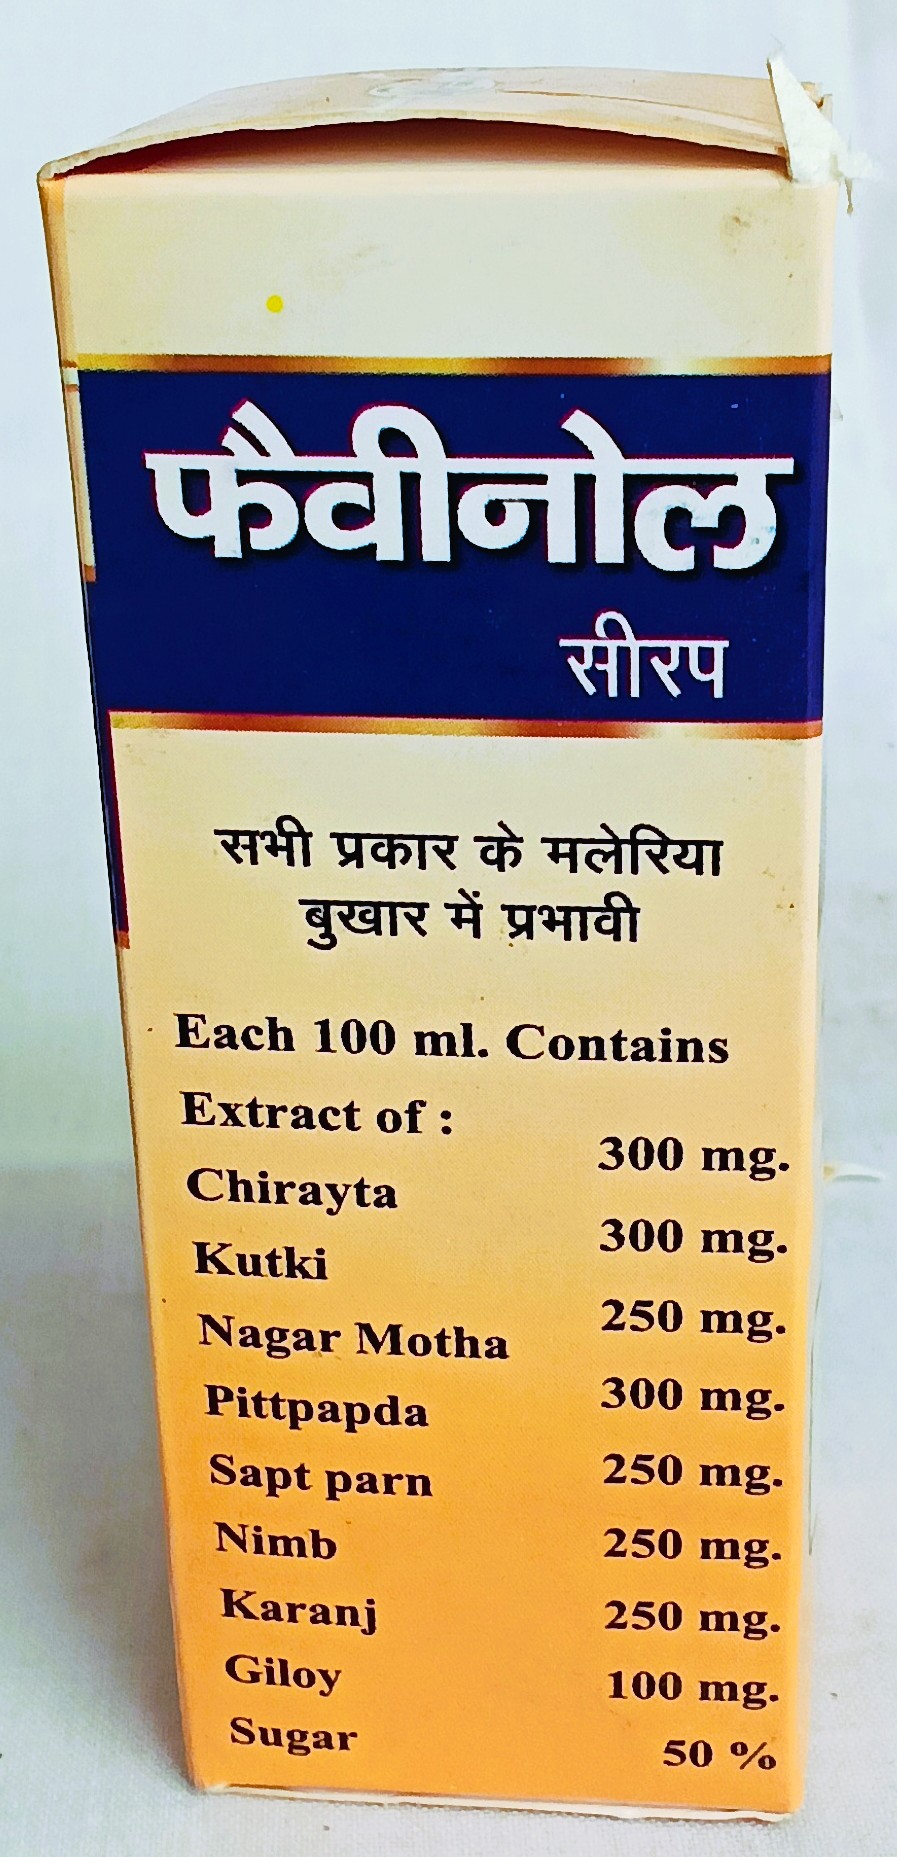 फैवीनोल
सीरप
सभी प्रकार के मलेरिया
बुखार में प्रभावी
Each 100 ml. Contains
Extract of :
Chirayta 300 mg.
Kutki 300 mg.
Nagar Motha 250 mg.
Pittpapda 300 mg.
Sapt parn 250 mg.
Nimb 250 mg.
Karanj 250 mg.
Giloy 100 mg.
Sugar 50 %